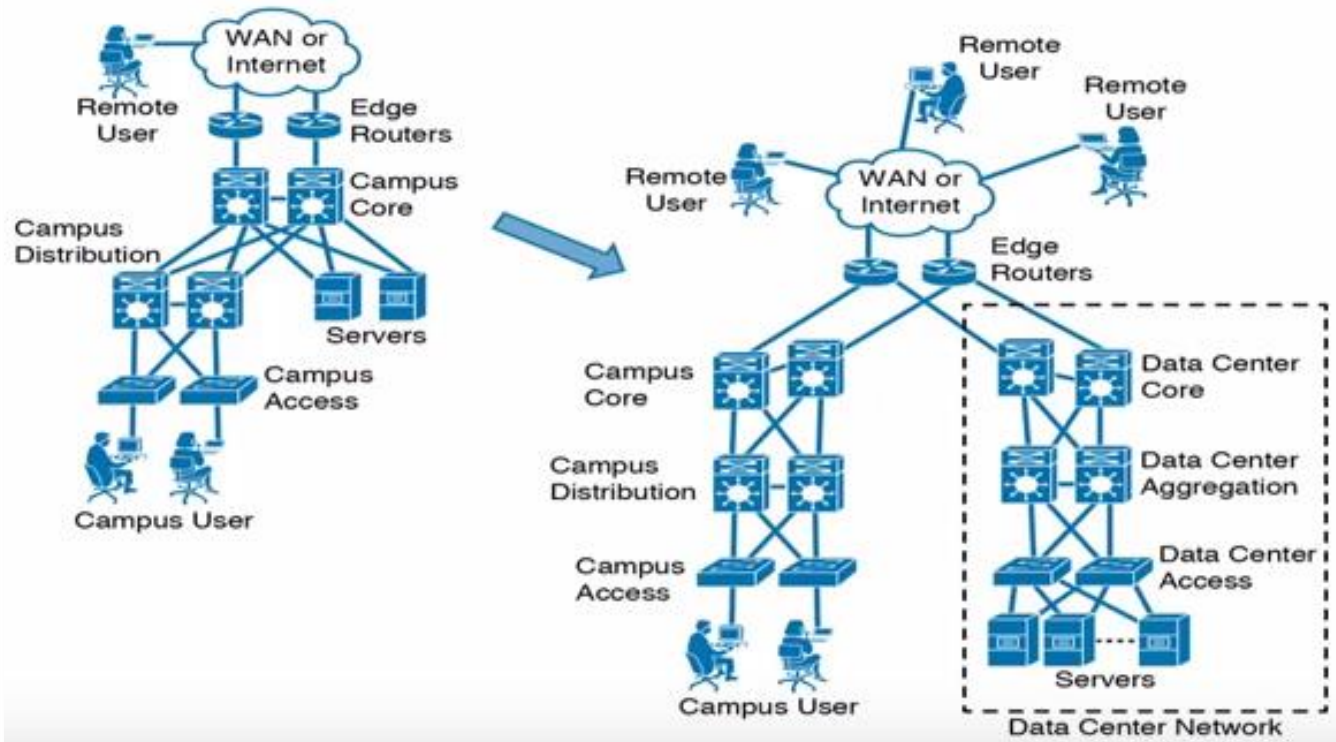 WAN or
Internet
Remote
User
Edge
Routers
Campus
Core
Campus
Distribution
Servers
Campus
Access
Campus User
Remote
User
Remote
User
Remote
User
WAN or
Internet
Edge
Routers
Campus
Core
Data Center
Core
Campus
Distribution
Data Center
Aggregation
Campus
Access
Data Center
Access
Servers
Campus User
Data Center Network